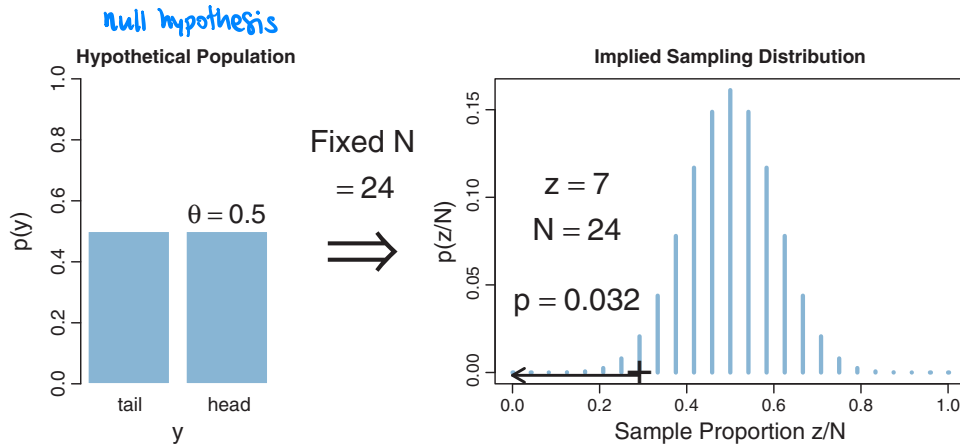 null hypothesis
Hypothetical Population
1.0
0.8
0.6
0.4
0.2
0.0
p(y)
θ = 0.5
tail head
y
Fixed N
= 24
⇒
Implied Sampling Distribution
0.15
0.10
0.05
0.00
p(z/N)
z = 7
N = 24
p = 0.032
0.0 0.2 0.4 0.6 0.8 1.0
Sample Proportion z/N